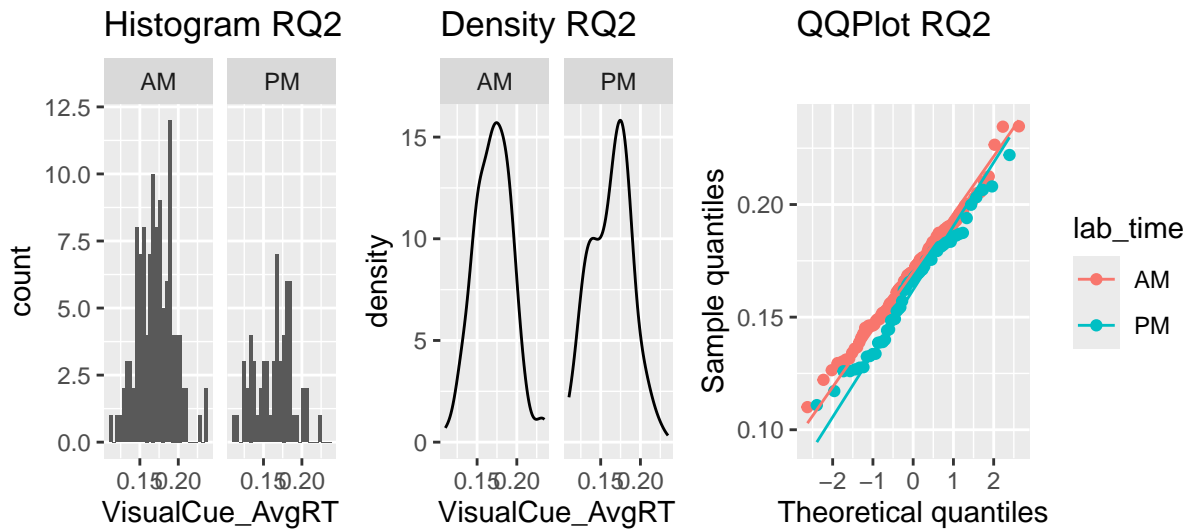 Histogram RQ2
AM PM
12.5
10.0
7.5
5.0
2.5
0.0
count
0.15 0.20 0.15 0.20
VisualCue_AvgRT
Density RQ2
AM PM
15
10
5
0
density
0.15 0.20 0.15 0.20
VisualCue_AvgRT
QQPlot RQ2
0.20
0.15
0.10
Sample quantiles
−2 −1 0 1 2
Theoretical quantiles
lab_time
AM
PM